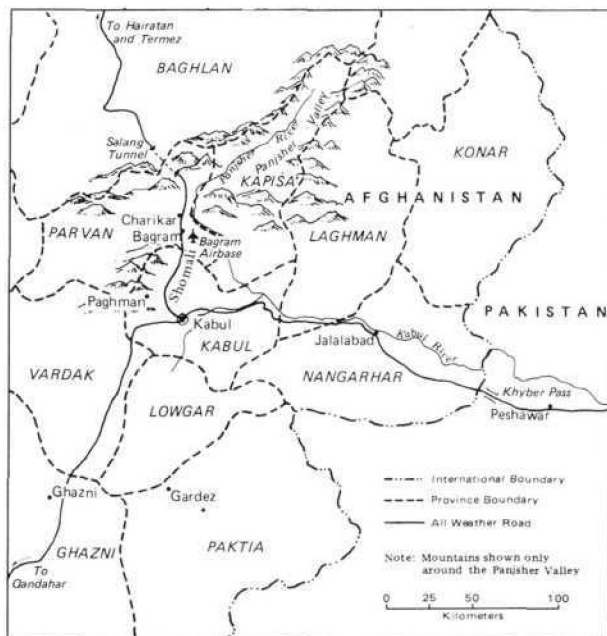 To Hairatan
and Termez
BAGHLAN
Salang
Tunnel
Panjsher River
Panjsher Valley
KAPISA
KONAR
AFGHANISTAN
PARVAN
Charikar
Bagram
Bagram
Airbase
LAGHMAN
Shomali
Paghman
PAKISTAN
Kabul
KABUL
Jalalabad
Kabul River
VARDAK
NANGARHAR
Khyber Pass
LOWGAR
Peshawar
Ghazni
Gardez
International Boundary
Province Boundary
All Weather Road
GHAZNI
PAKTIA
Note: Mountains shown only
around the Panjsher Valley
To
Qandahar
0 25 50 100
Kilometers